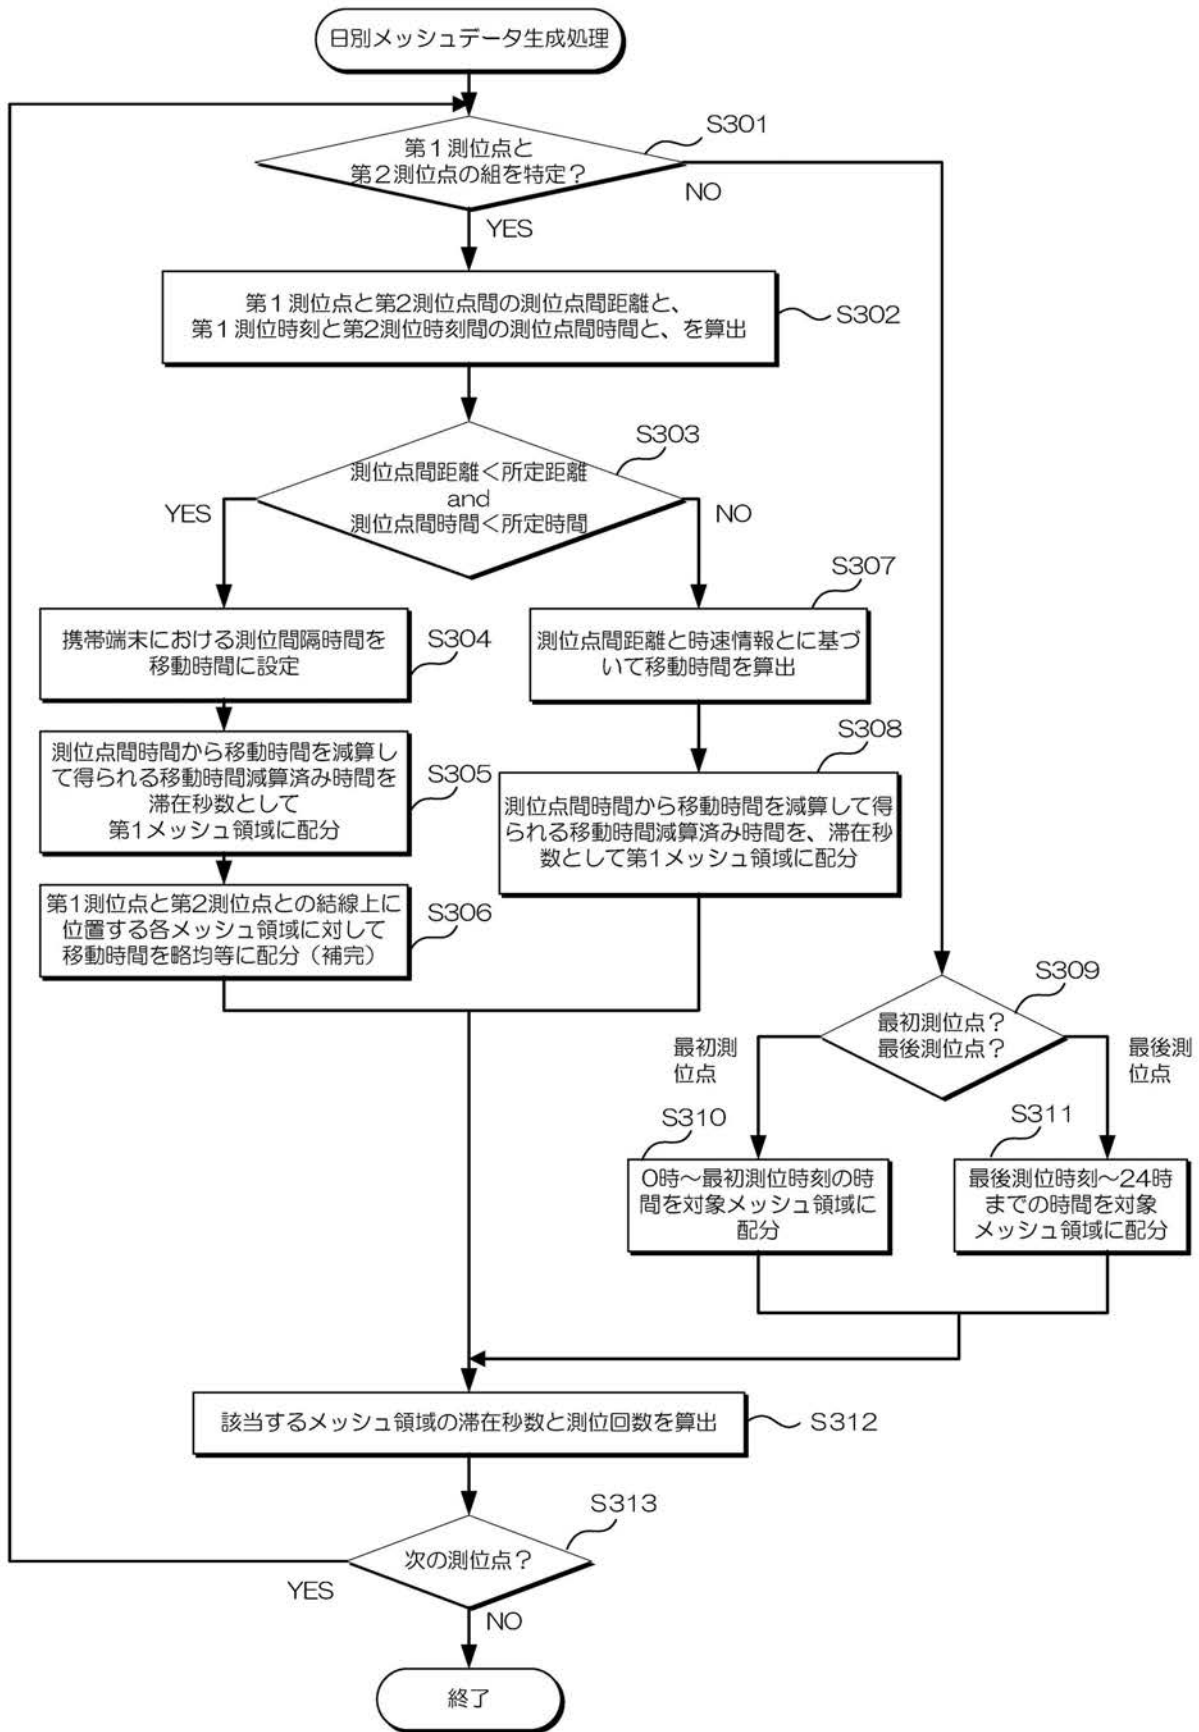 日別メッシュデータ生成処理
S301
第1測位点と
第2測位点の組を特定？
NO
YES
第1測位点と第2測位点間の測位点間距離と、
第1測位時刻と第2測位時刻間の測位点間時間と、を算出
S302
S303
測位点間距離＜所定距離
and
測位点間時間＜所定時間
YES
NO
S307
携帯端末における測位間隔時間を
移動時間に設定
S304
測位点間距離と時速情報とに基づ
いて移動時間を算出
S308
測位点間時間から移動時間を減算し
て得られる移動時間減算済み時間を
滞在秒数として
第1メッシュ領域に配分
S305
測位点間時間から移動時間を減算して得
られる移動時間減算済み時間を、滞在秒
数として第1メッシュ領域に配分
第1測位点と第2測位点との結線上に
位置する各メッシュ領域に対して
移動時間を略均等に配分（補完）
S306
S309
最初測位点？
最後測位点？
最初測
位点
最後測
位点
S310
S311
0時～最初測位時刻の時
間を対象メッシュ領域に
配分
最後測位時刻～24時
までの時間を対象
メッシュ領域に配分
該当するメッシュ領域の滞在秒数と測位回数を算出
S312
S313
次の測位点？
YES
NO
終了